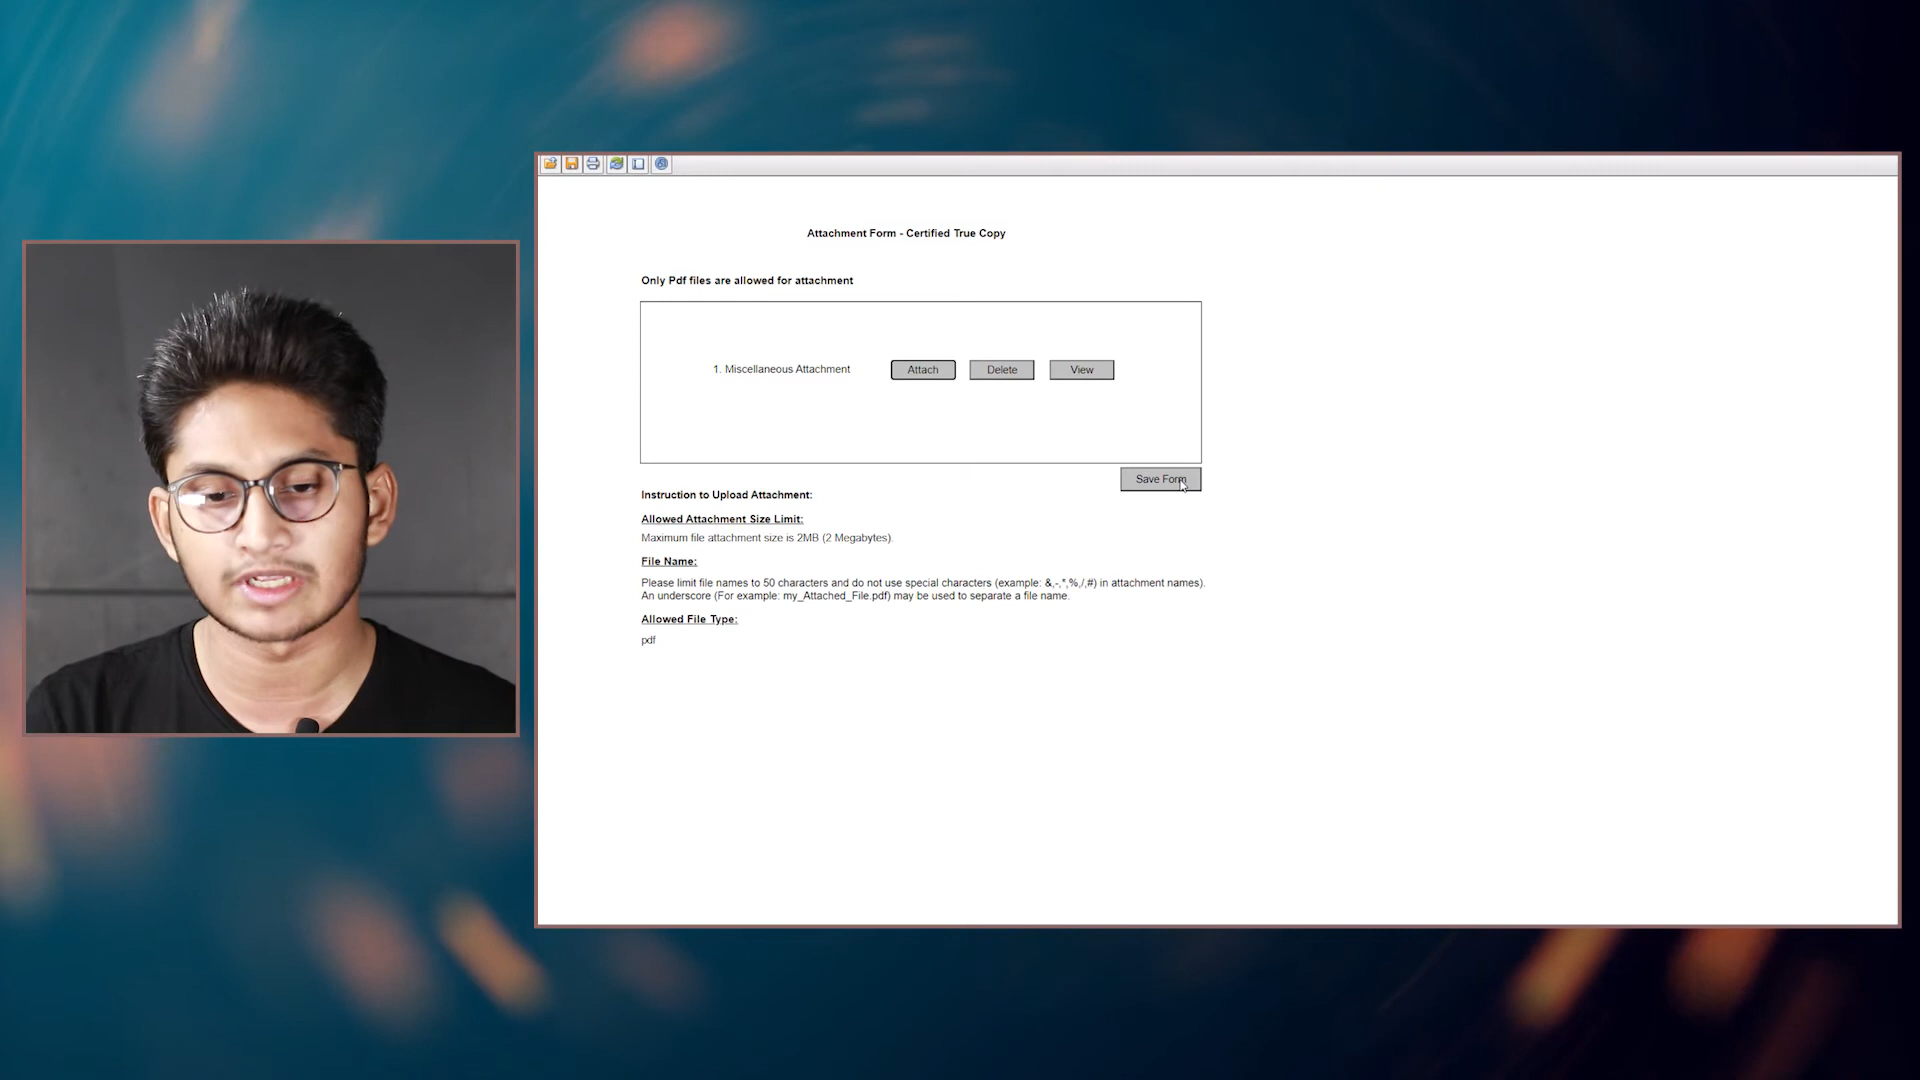 Attachment Form - Certified True Copy
Only Pdf files are allowed for attachment
1. Miscellaneous Attachment
Attach
Delete
View
Save Form
Instruction to Upload Attachment:
Allowed Attachment Size Limit:
Maximum file attachment size is 2MB (2 Megabytes).
File Name:
Please limit file names to 50 characters and do not use special characters (example: &,-,*,%,/,#) in attachment names).
An underscore (For example: my_Attached_File.pdf) may be used to separate a file name.
Allowed File Type:
pdf